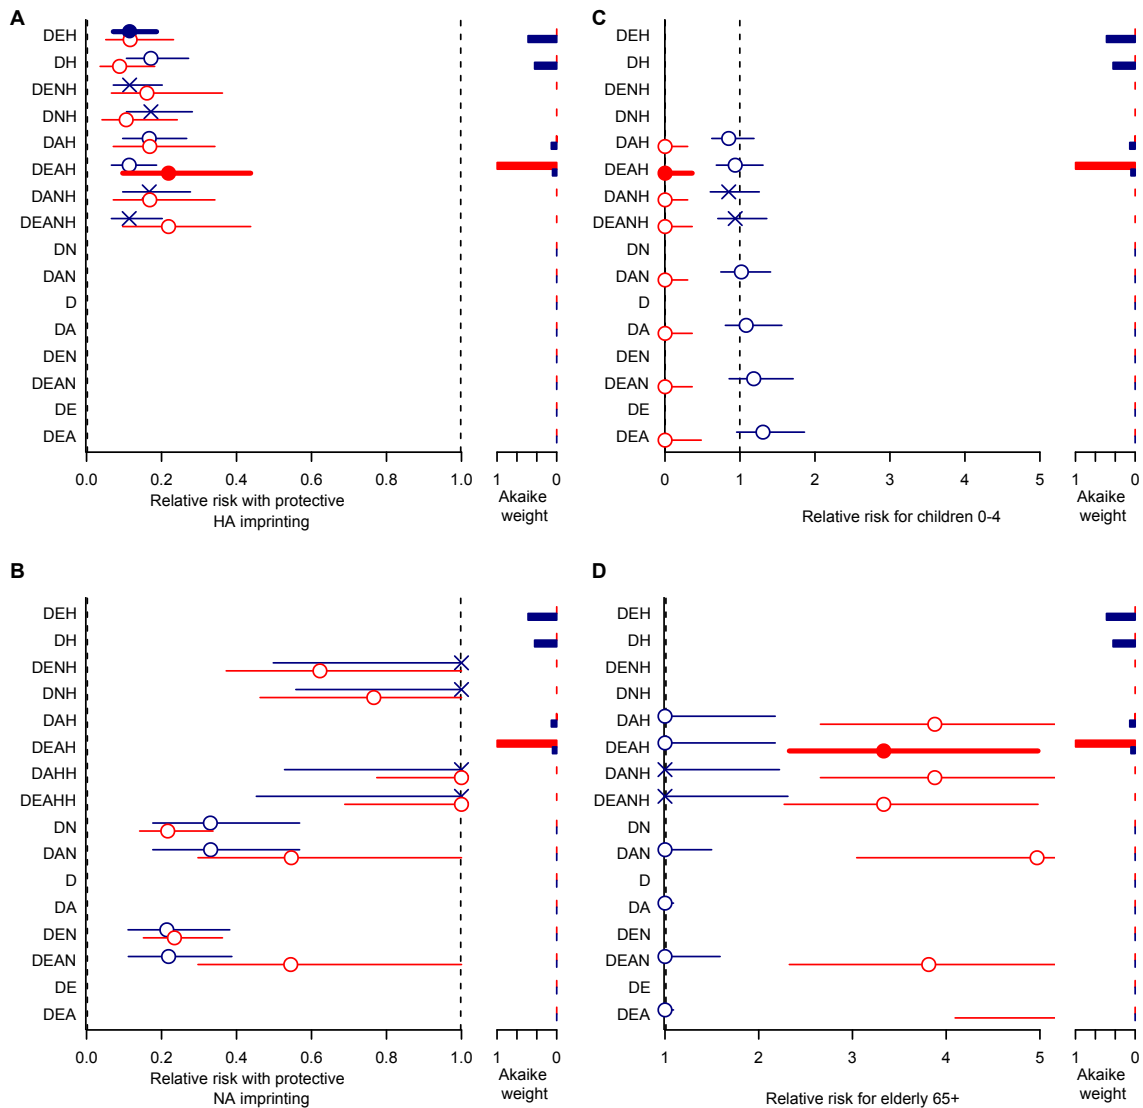 A
DEH
DH
DENH
DNH
DAH
DEAH
DANH
DEANH
DN
DAN
D
DA
DEN
DEAN
DE
DEA
0.0 0.2 0.4 0.6 0.8 1.0
Relative risk with protective
HA imprinting
1 0
Akaike
weight
C
DEH
DH
DENH
DNH
DAH
DEAH
DANH
DEANH
DN
DAN
D
DA
DEN
DEAN
DE
DEA
0 1 2 3 4 5
Relative risk for children 0-4
1 0
Akaike
weight
B
DEH
DH
DENH
DNH
DAH
DEAH
DAHH
DEAHH
DN
DAN
D
DA
DEN
DEAN
DE
DEA
0.0 0.2 0.4 0.6 0.8 1.0
Relative risk with protective
NA imprinting
1 0
Akaike
weight
D
DEH
DH
DENH
DNH
DAH
DEAH
DANH
DEANH
DN
DAN
D
DA
DEN
DEAN
DE
DEA
1 2 3 4 5
Relative risk for elderly 65+
1 0
Akaike
weight